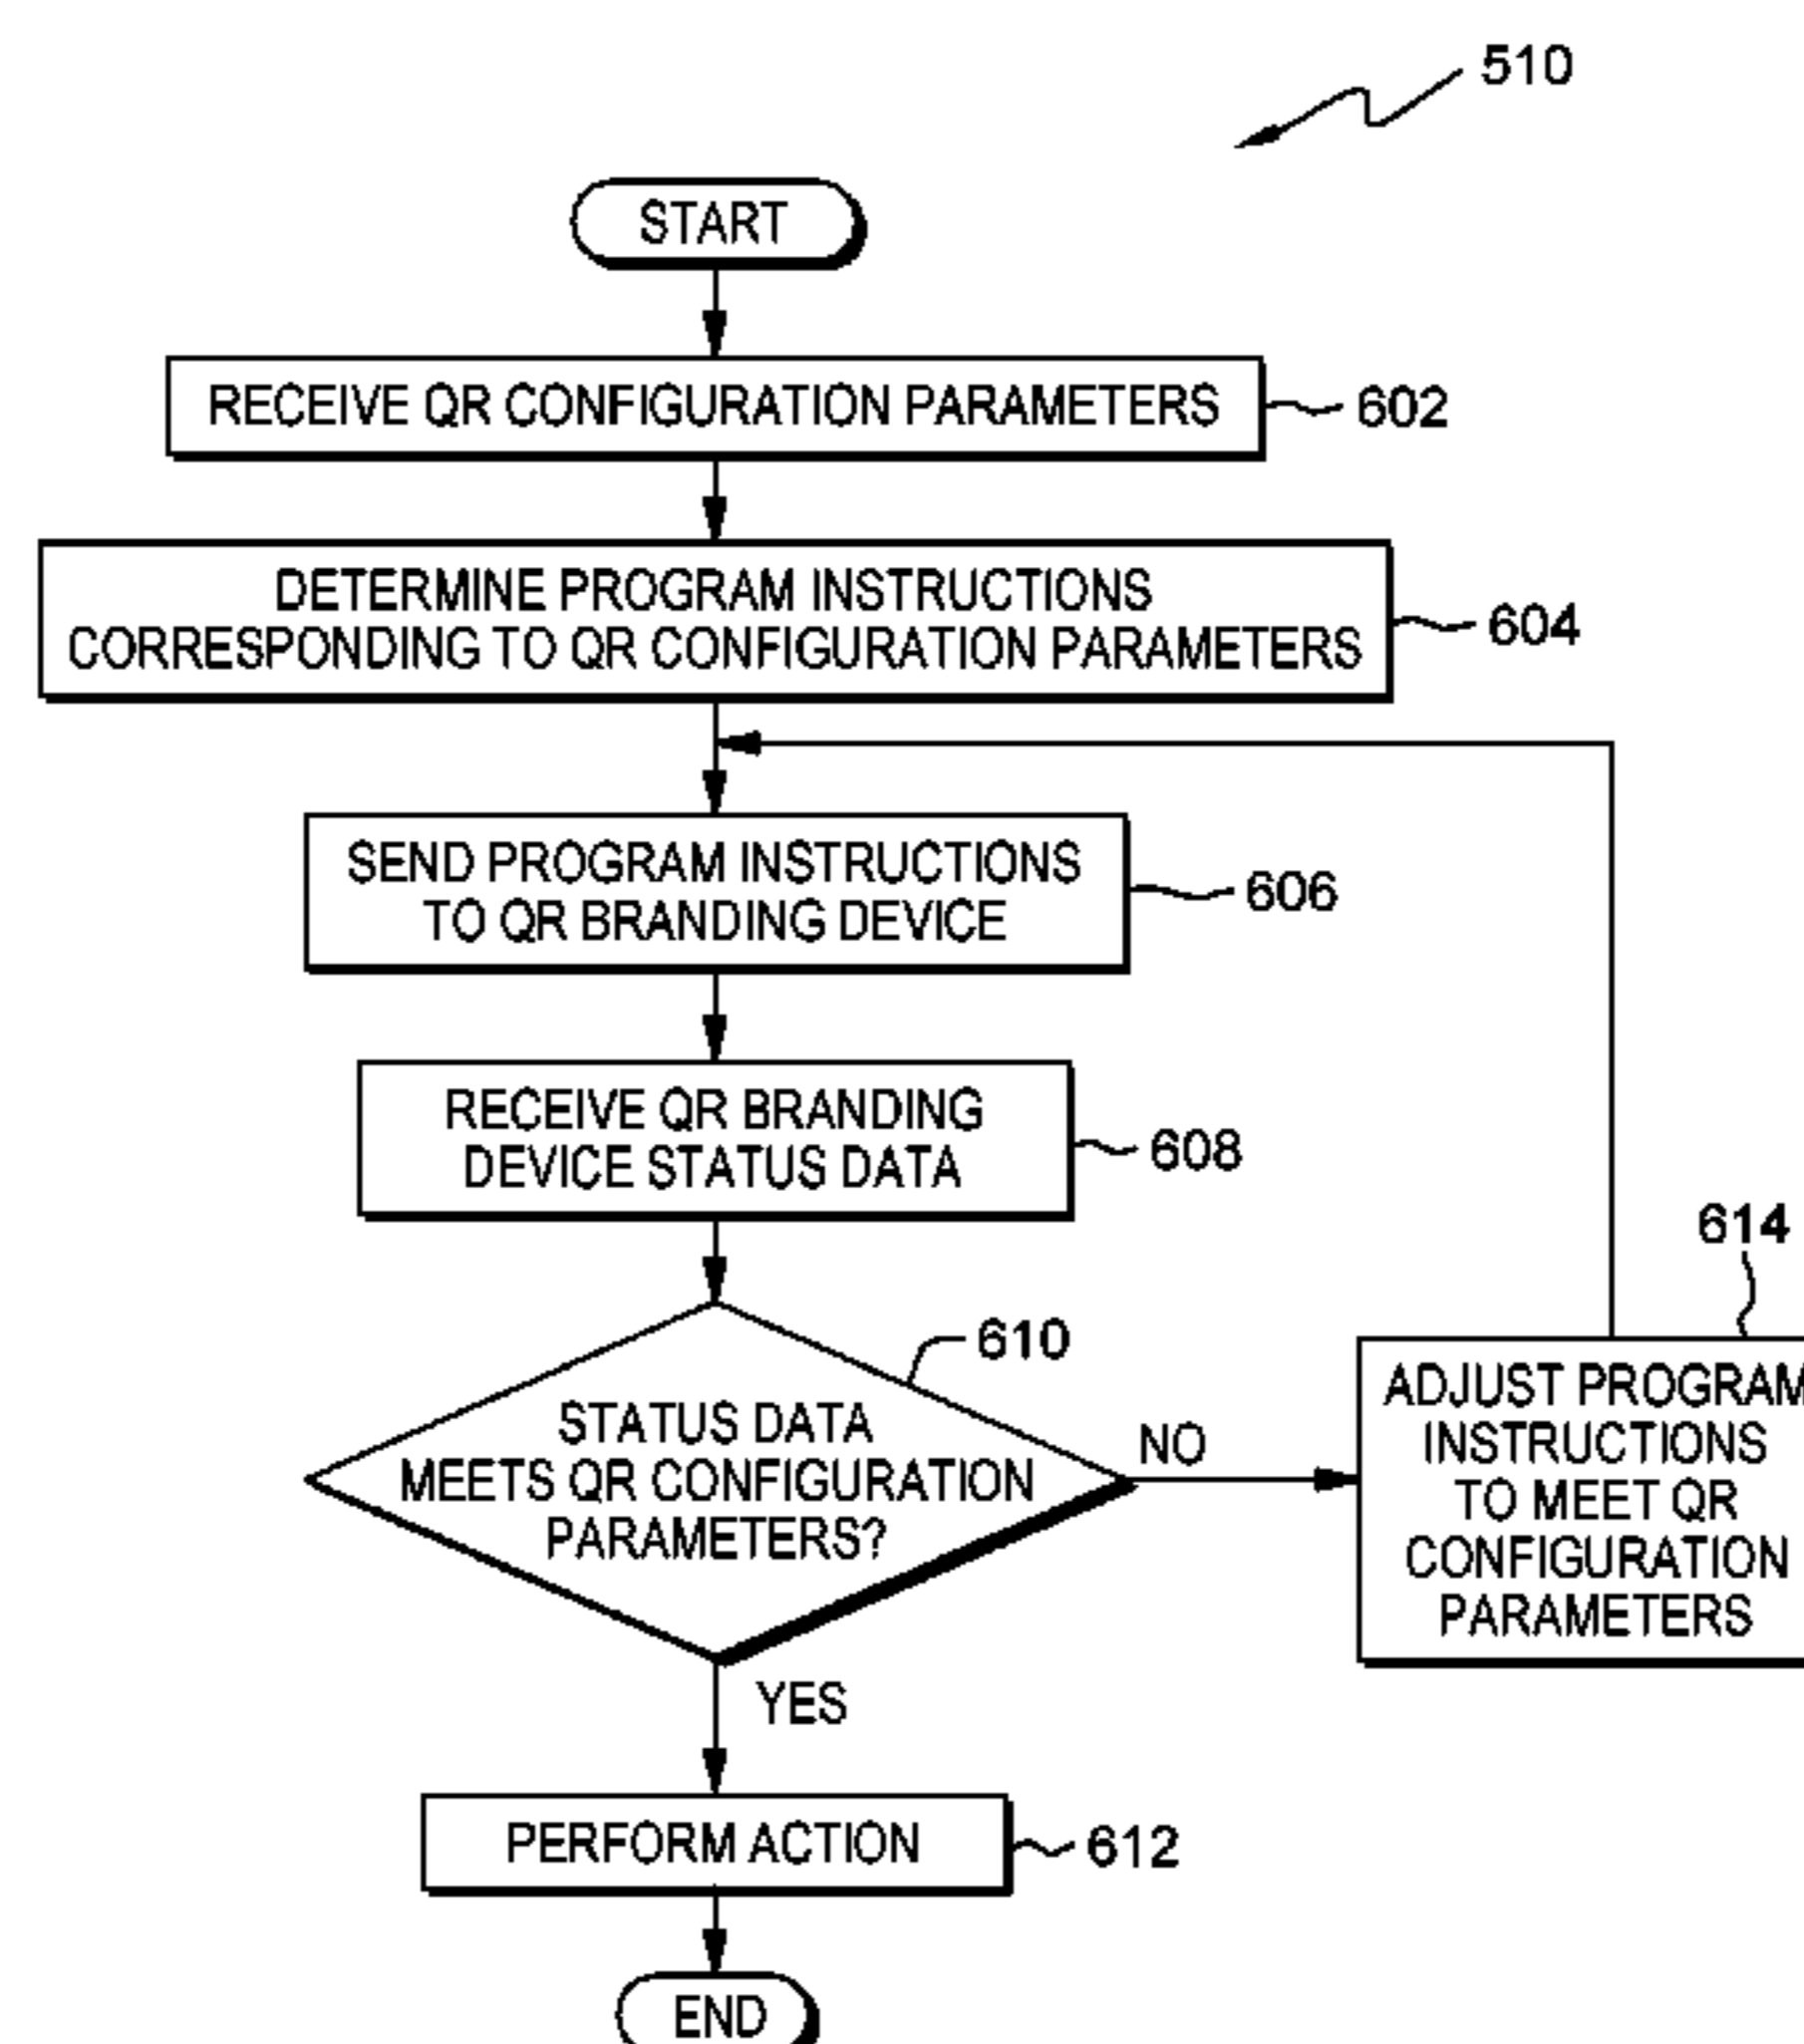 510
START
RECEIVE QR CONFIGURATION PARAMETERS
602
DETERMINE PROGRAM INSTRUCTIONS
CORRESPONDING TO QR CONFIGURATION PARAMETERS
604
SEND PROGRAM INSTRUCTIONS
TO QR BRANDING DEVICE
606
RECEIVE QR BRANDING
DEVICE STATUS DATA
608
610
STATUS DATA
MEETS QR CONFIGURATION
PARAMETERS?
NO
614
ADJUST PROGRAM
INSTRUCTIONS
TO MEET QR
CONFIGURATION
PARAMETERS
YES
PERFORM ACTION
612
END